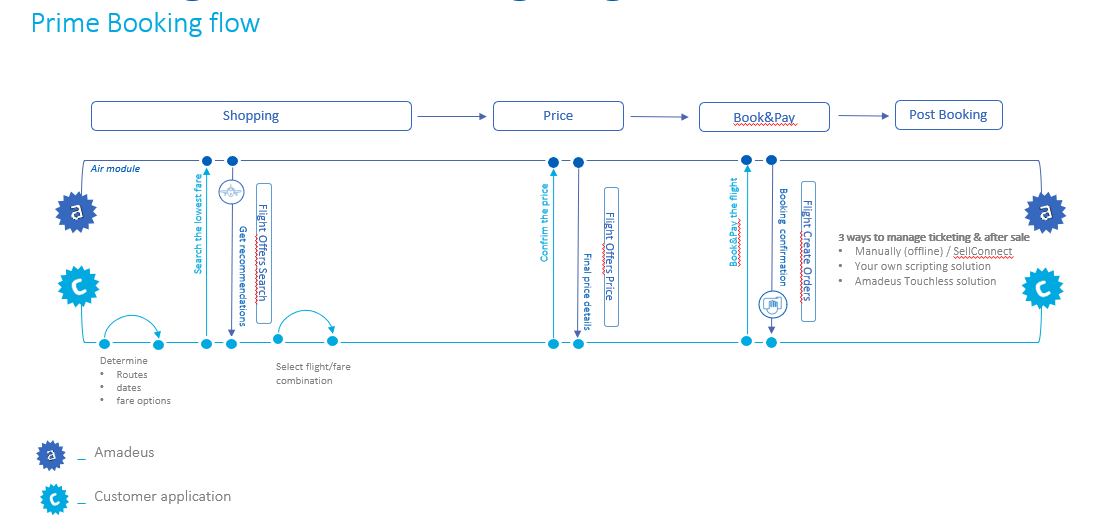 Prime Booking flow
Shopping
Price
Book&Pay
Post Booking
Air module
a
a
Search the lowest fare
Get recommendations
Flight Offers Search
Confirm the price
Final price details
Flight Offers Price
Book&Pay the flight
Booking confirmation
Flight Create Orders
3 ways to manage ticketing & after sale
• Manually (offline) / SellConnect
• Your own scripting solution
• Amadeus Touchless solution
c
c
Determine
• Routes
• dates
• fare options
Select flight/fare
combination
a _ Amadeus
c _ Customer application